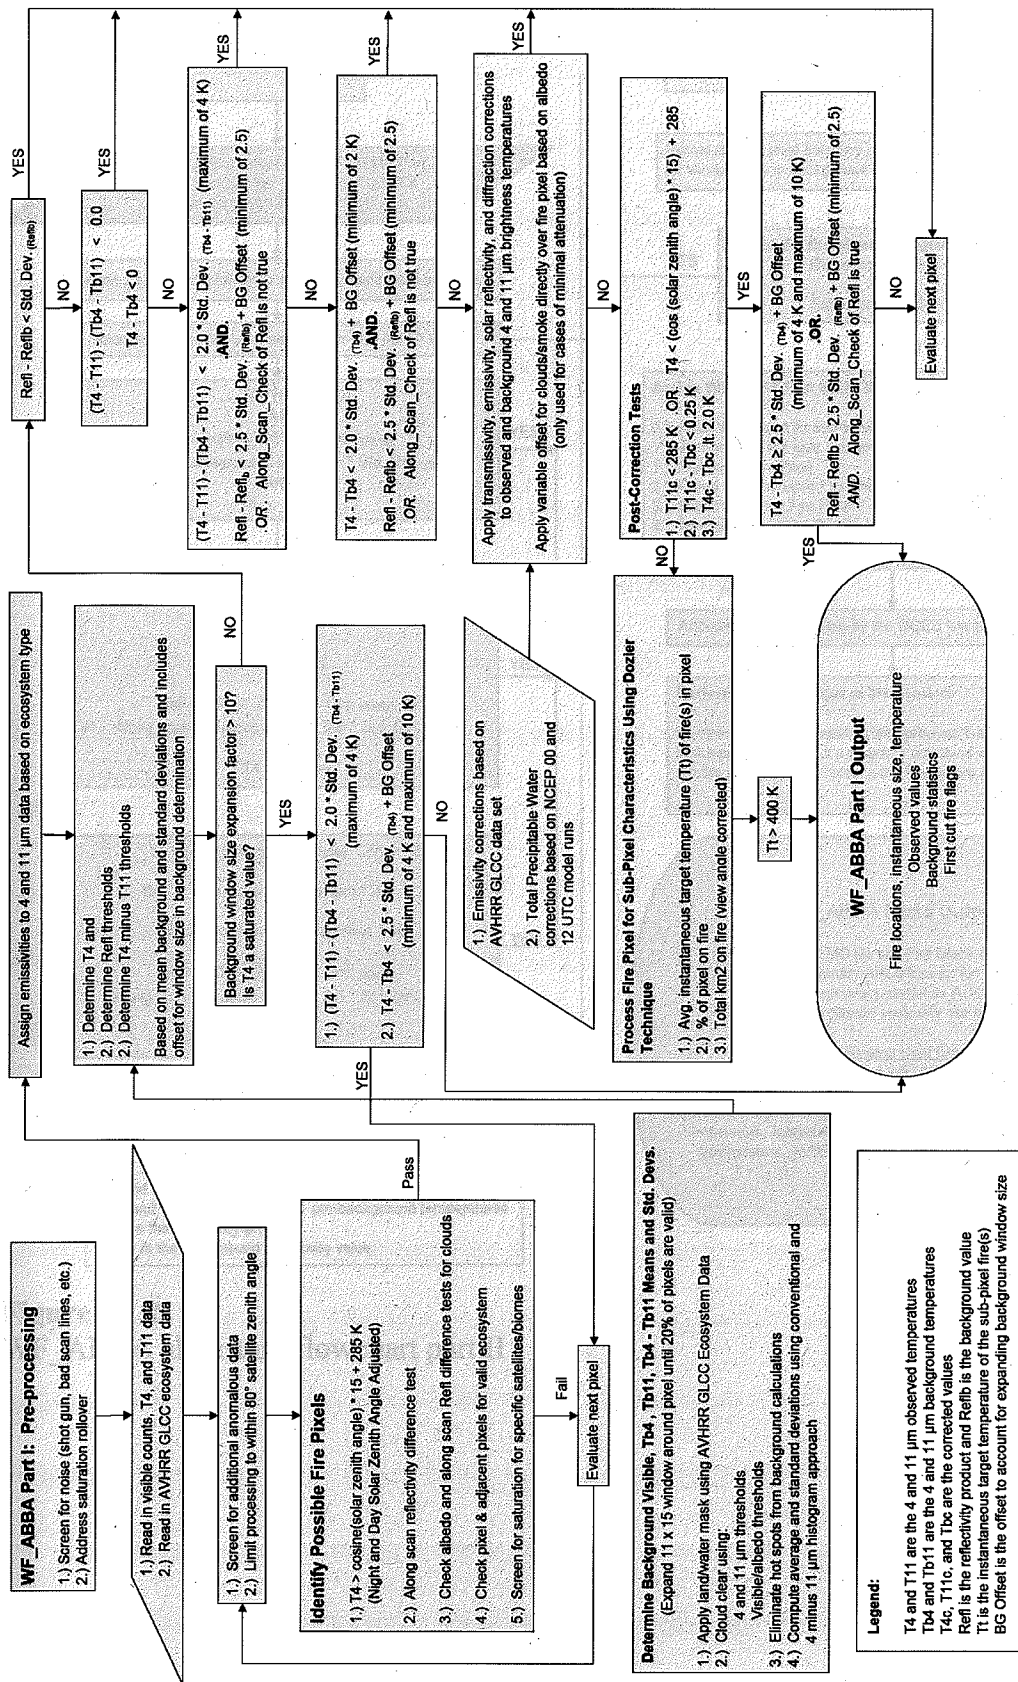 WF_ABBA Part I: Pre-processing
1.) Screen for noise (shot gun, bad scan lines, etc.)
2.) Address saturation rollover
1.) Read in visible counts, T4, and T11 data
2.) Read in AVHRR GLCC ecosystem data
1.) Screen for additional anomalous data
2.) Limit processing to within 80° satellite zenith angle
Identify Possible Fire Pixels
1.) T4 > cosine(solar zenith angle) * 15 + 285 K
(Night and Day Solar Zenith Angle Adjusted)
2.) Along scan reflectivity difference test
3.) Check albedo and along scan Refl difference tests for clouds
4.) Check pixel & adjacent pixels for valid ecosystem
5.) Screen for saturation for specific satellites/biomes
Pass
Fail
Evaluate next pixel
Determine Background Visible, Tb4, Tb11, Tb4 - Tb11 Means and Std. Devs.
(Expand 11 x 15 window around pixel until 20% of pixels are valid)
1.) Apply land/water mask using AVHRR GLCC Ecosystem Data
2.) Cloud clear using:
4 and 11 µm thresholds
Visible/albedo thresholds
3.) Eliminate hot spots from background calculations
4.) Compute average and standard deviations using conventional and
4 minus 11 µm histogram approach
Legend:
T4 and T11 are the 4 and 11 µm observed temperatures
Tb4 and Tb11 are the 4 and 11 µm background temperatures
T4c, T11c, and Tbc are the corrected values
Refl is the reflectivity product and Reflb is the background value
Tt is the instantaneous target temperature of the sub-pixel fire(s)
BG Offset is the offset to account for expanding background window size
Assign emissivities to 4 and 11 µm data based on ecosystem type
1.) Determine T4 and
2.) Determine Refl thresholds
2.) Determine T4 minus T11 thresholds
Based on mean background and standard deviations and includes
offset for window size in background determination
Background window size expansion factor > 10?
Is T4 a saturated value?
NO
YES
1.) (T4 - T11) - (Tb4 - Tb11) < 2.0 * Std. Dev. (Tb4 - Tb11)
(maximum of 4 K)
2.) T4 - Tb4 < 2.5 * Std. Dev. (Tb4) + BG Offset
(minimum of 4 K and maximum of 10 K)
YES
NO
1.) Emissivity corrections based on
AVHRR GLCC data set
2.) Total Precipitable Water
corrections based on NCEP 00 and
12 UTC model runs
Process Fire Pixel for Sub-Pixel Characteristics Using Dozier
Technique
1.) Avg. instantaneous target temperature (Tt) of fire(s) in pixel
2.) % of pixel on fire
3.) Total km2 on fire (view angle corrected)
Tt > 400 K
WF_ABBA Part I Output
Fire locations, instantaneous size, temperature
Observed values
Background statistics
First cut fire flags
Refl - Reflb < Std. Dev. (Reflb)
YES
NO
(T4 - T11) - (Tb4 - Tb11) < 0.0
T4 - Tb4 < 0
YES
NO
(T4 - T11) - (Tb4 - Tb11) < 2.0 * Std. Dev. (Tb4 - Tb11) (maximum of 4 K)
.AND.
Refl - Reflb < 2.5 * Std. Dev. (Reflb) + BG Offset (minimum of 2.5)
.OR. Along_Scan_Check of Refl is not true
YES
NO
T4 - Tb4 < 2.0 * Std. Dev. (Tb4) + BG Offset (minimum of 2 K)
.AND.
Refl - Reflb < 2.5 * Std. Dev. (Reflb) + BG Offset (minimum of 2.5)
.OR. Along_Scan_Check of Refl is not true
YES
NO
Apply transmissivity, emissivity, solar reflectivity, and diffraction corrections
to observed and background 4 and 11 µm brightness temperatures
Apply variable offset for clouds/smoke directly over fire pixel based on albedo
(only used for cases of minimal attenuation)
YES
NO
Post-Correction Tests
1.) T11c < 285 K .OR. T4 < (cos (solar zenith angle) * 15) + 285
2.) T11c - Tbc < 0.25 K
3.) T4c - Tbc .lt. 2.0 K
NO
YES
T4 - Tb4 ≥ 2.5 * Std. Dev. (Tb4) + BG Offset
(minimum of 4 K and maximum of 10 K)
.OR.
Refl - Reflb ≥ 2.5 * Std. Dev. (Reflb) + BG Offset (minimum of 2.5)
.AND. Along_Scan_Check of Refl is true
YES
NO
Evaluate next pixel